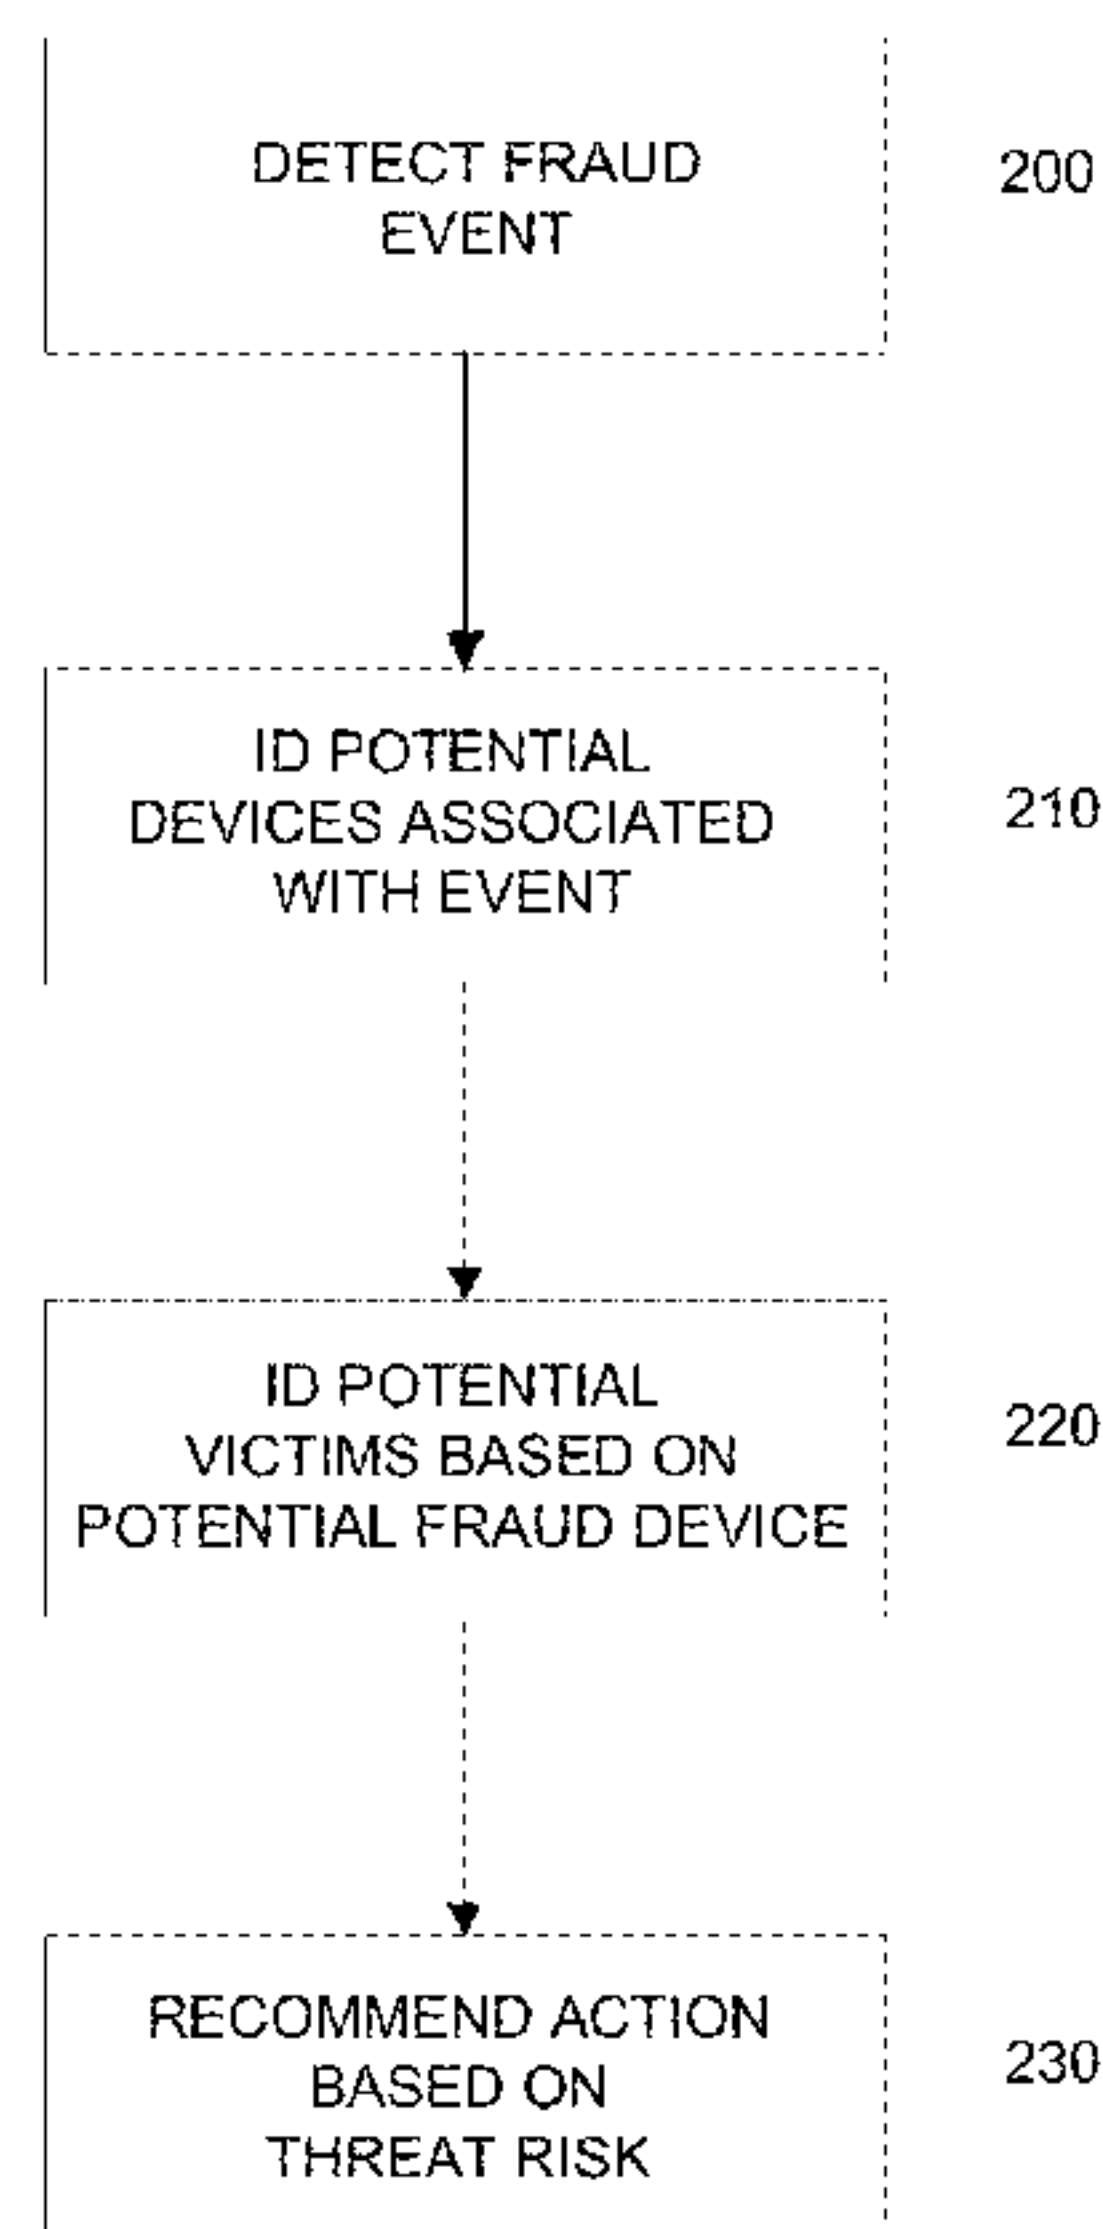 DETECT FRAUD
EVENT
200
ID POTENTIAL
DEVICES ASSOCIATED
WITH EVENT
210
ID POTENTIAL
VICTIMS BASED ON
POTENTIAL FRAUD DEVICE
220
RECOMMEND ACTION
BASED ON
THREAT RISK
230